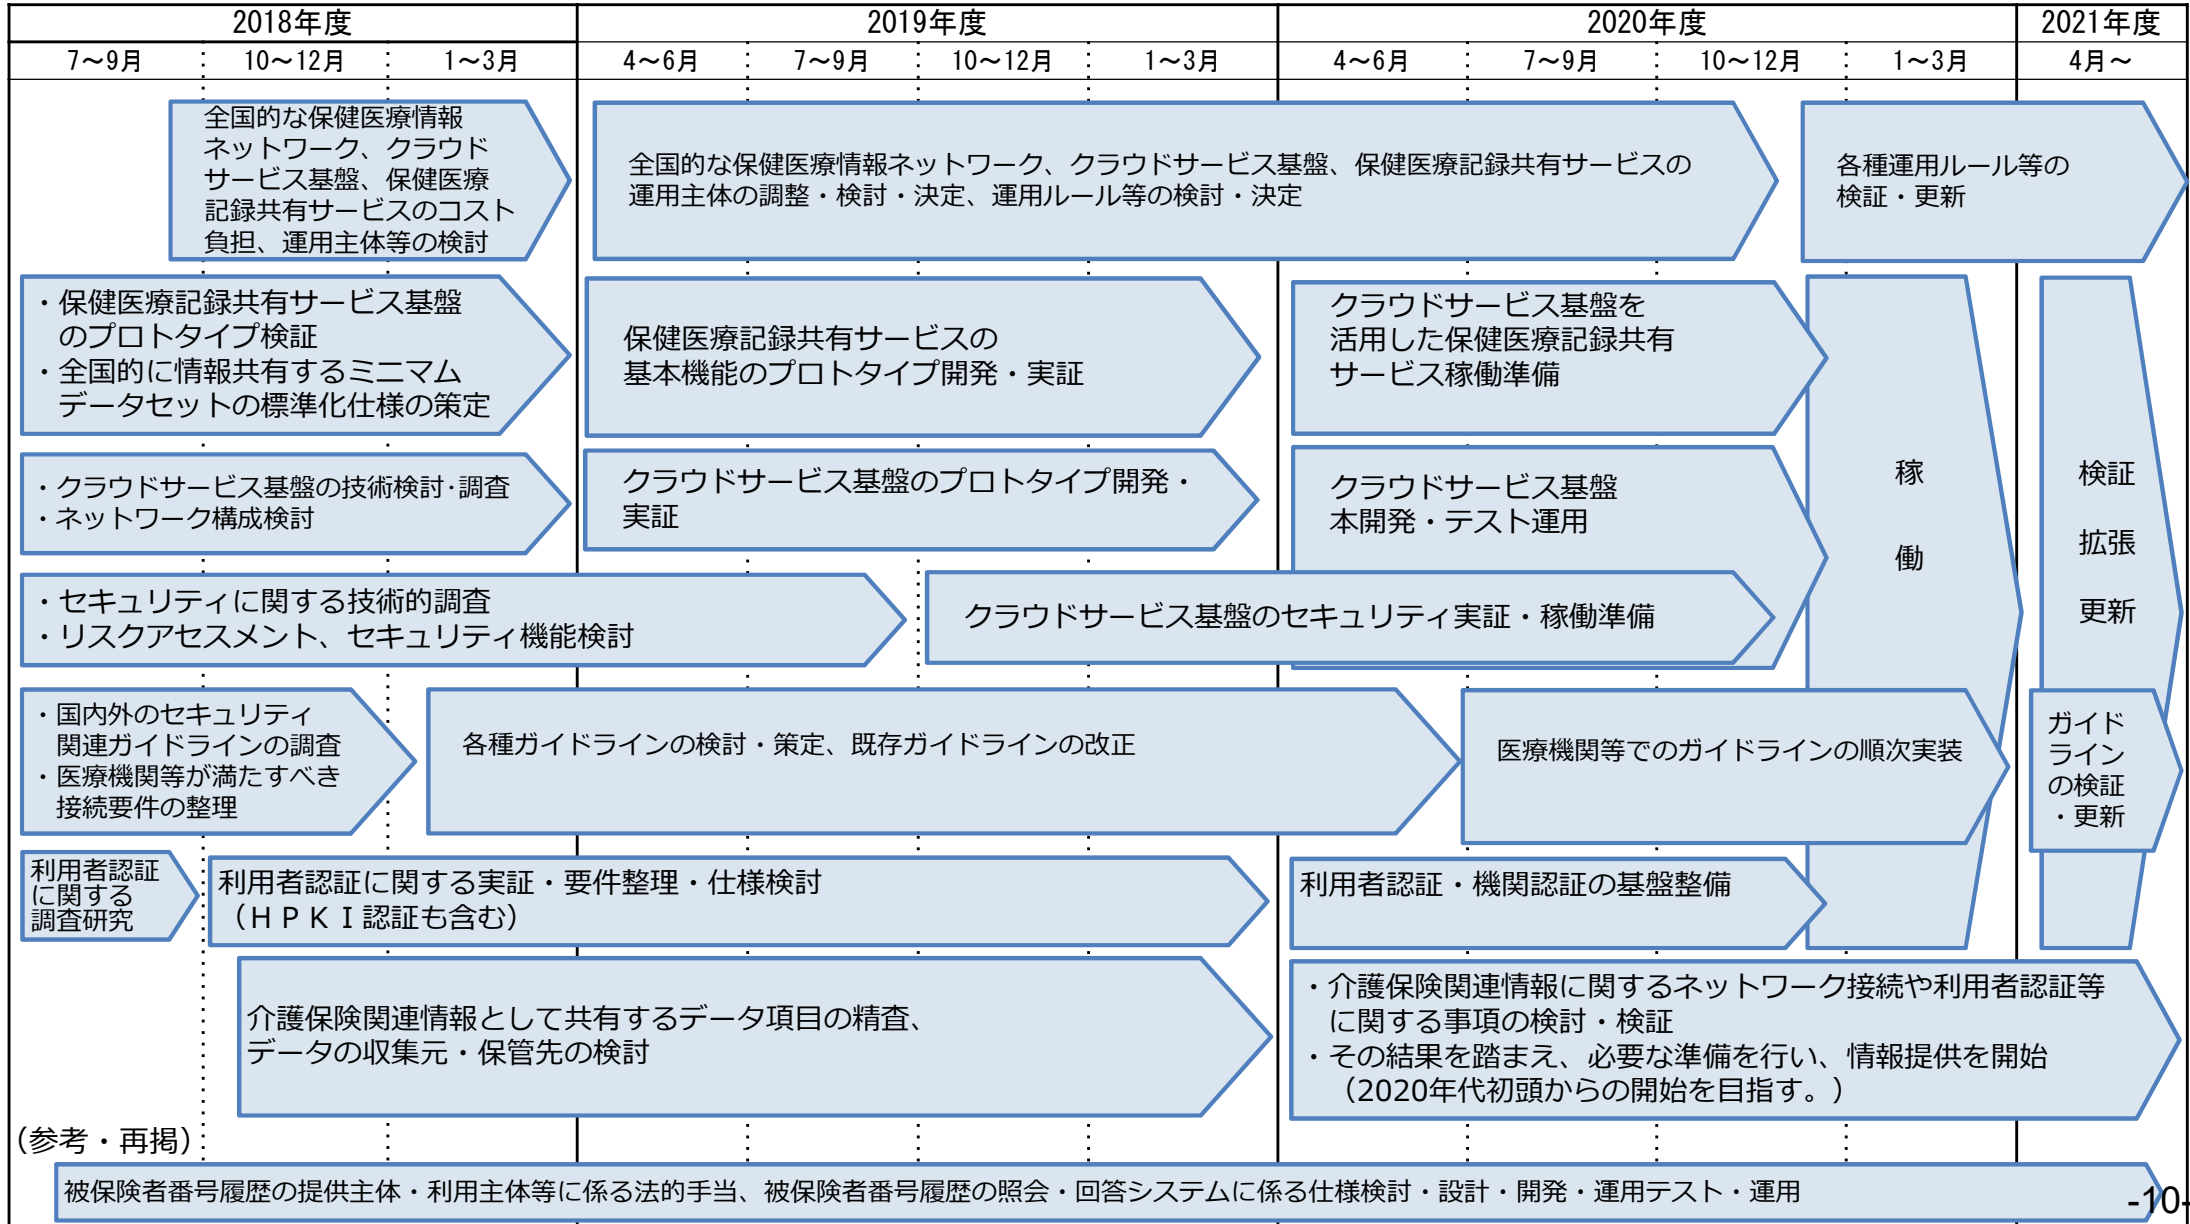 2018年度
2019年度
2020年度
2021年度
7～9月
10～12月
1～3月
4～6月
7～9月
10～12月
1～3月
4～6月
7～9月
10～12月
1～3月
4月～
全国的な保健医療情報
ネットワーク、クラウド
サービス基盤、保健医療
記録共有サービスのコスト
負担、運用主体等の検討
全国的な保健医療情報ネットワーク、クラウドサービス基盤、保健医療記録共有サービスの
運用主体の調整・検討・決定、運用ルール等の検討・決定
各種運用ルール等の
検証・更新
・保健医療記録共有サービス基盤
のプロトタイプ検証
・全国的に情報共有するミニマム
データセットの標準化仕様の策定
保健医療記録共有サービスの
基本機能のプロトタイプ開発・実証
クラウドサービス基盤を
活用した保健医療記録共有
サービス稼働準備
・クラウドサービス基盤の技術検討･調査
・ネットワーク構成検討
クラウドサービス基盤のプロトタイプ開発・
実証
クラウドサービス基盤
本開発・テスト運用
稼
働
検証
拡張
更新
・セキュリティに関する技術的調査
・リスクアセスメント、セキュリティ機能検討
クラウドサービス基盤のセキュリティ実証・稼働準備
・国内外のセキュリティ
関連ガイドラインの調査
・医療機関等が満たすべき
接続要件の整理
各種ガイドラインの検討・策定、既存ガイドラインの改正
医療機関等でのガイドラインの順次実装
ガイド
ライン
の検証
・更新
利用者認証
に関する
調査研究
利用者認証に関する実証・要件整理・仕様検討
（ＨＰＫＩ認証も含む）
利用者認証・機関認証の基盤整備
介護保険関連情報として共有するデータ項目の精査、
データの収集元・保管先の検討
・介護保険関連情報に関するネットワーク接続や利用者認証等
に関する事項の検討・検証
・その結果を踏まえ、必要な準備を行い、情報提供を開始
（2020年代初頭からの開始を目指す。）
（参考・再掲）
被保険者番号履歴の提供主体・利用主体等に係る法的手当、被保険者番号履歴の照会・回答システムに係る仕様検討・設計・開発・運用テスト・運用
-10-